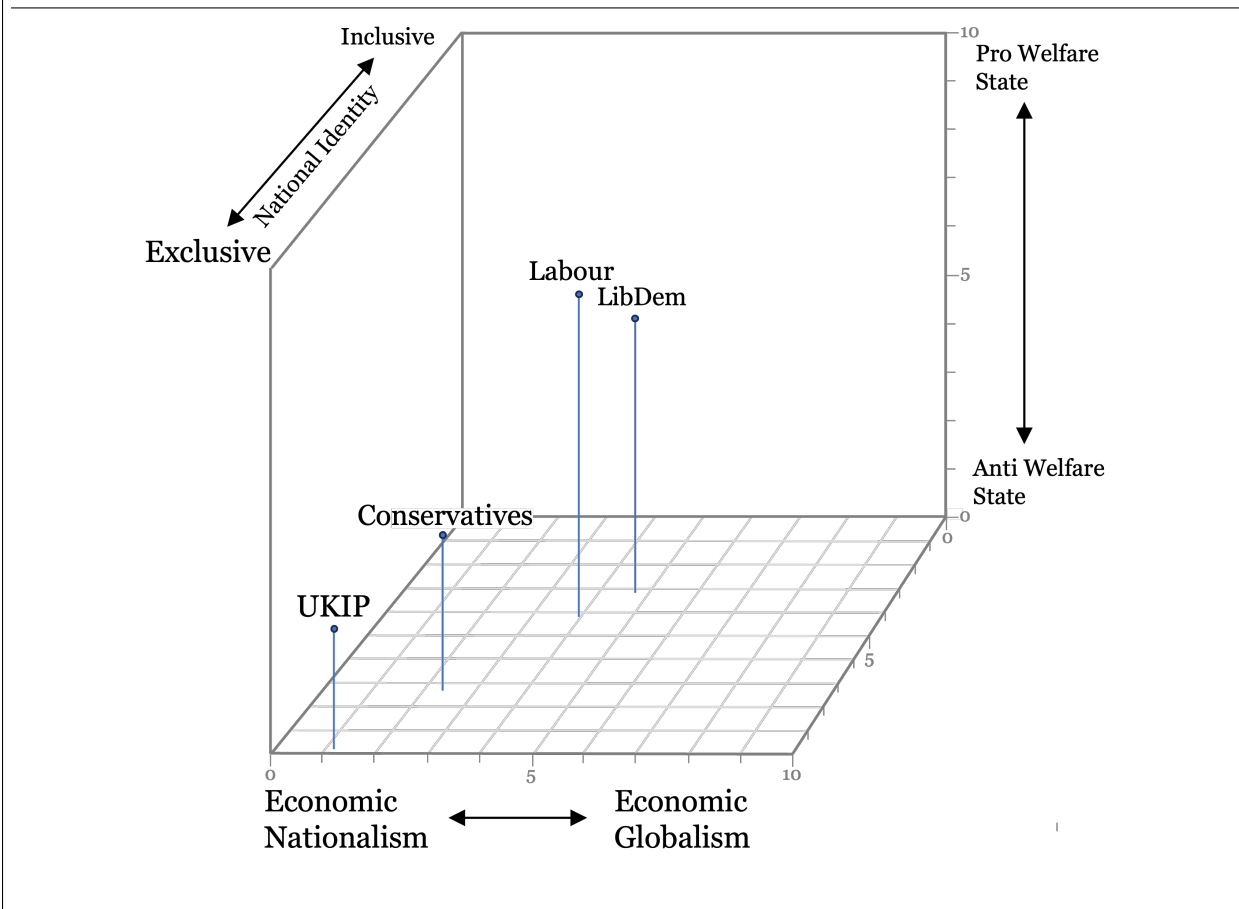 Inclusive
10
Pro Welfare
State
National Identity
Exclusive
Labour
5
LibDem
Anti Welfare
State
Conservatives
0
0
UKIP
5
0
5
10
Economic
Nationalism
Economic
Globalism